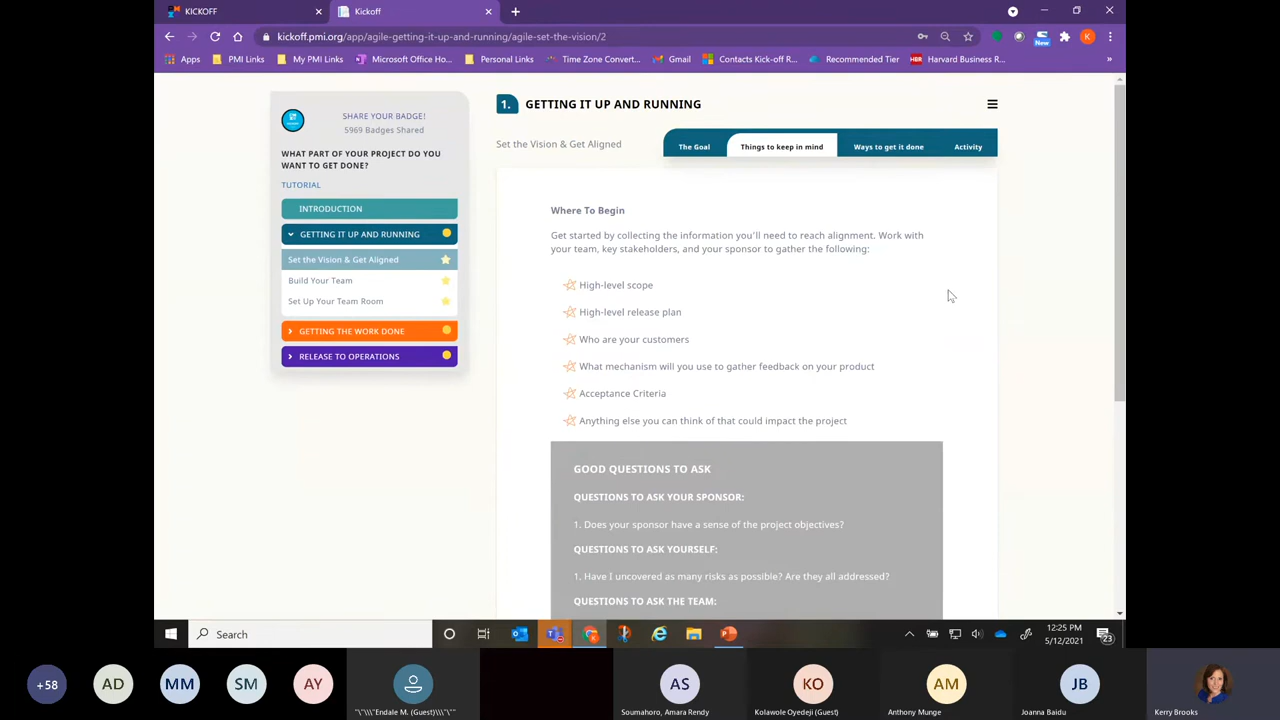 KICKOFF
Kickoff
kickoff.pmi.org/app/agile-getting-it-up-and-running/agile-set-the-vision/2
New
K
Apps
PMI Links
My PMI Links
Microsoft Office Ho...
Personal Links
Time Zone Convert...
Gmail
Contacts Kick-off R...
Recommended Tier
HBR
Harvard Business R...
»
SHARE YOUR BADGE!
5969 Badges Shared
WHAT PART OF YOUR PROJECT DO YOU
WANT TO GET DONE?
TUTORIAL
INTRODUCTION
GETTING IT UP AND RUNNING
Set the Vision & Get Aligned
Build Your Team
Set Up Your Team Room
GETTING THE WORK DONE
RELEASE TO OPERATIONS
1. GETTING IT UP AND RUNNING
Set the Vision & Get Aligned
The Goal
Things to keep in mind
Ways to get it done
Activity
Where To Begin
Get started by collecting the information you'll need to reach alignment. Work with
your team, key stakeholders, and your sponsor to gather the following:
High-level scope
High-level release plan
Who are your customers
What mechanism will you use to gather feedback on your product
Acceptance Criteria
Anything else you can think of that could impact the project
GOOD QUESTIONS TO ASK
QUESTIONS TO ASK YOUR SPONSOR:
1. Does your sponsor have a sense of the project objectives?
QUESTIONS TO ASK YOURSELF:
1. Have I uncovered as many risks as possible? Are they all addressed?
QUESTIONS TO ASK THE TEAM:
Search
12:25 PM
5/12/2021
23
+58
AD
MM
SM
AY
"\"\\\"Endale M. (Guest)\\\"\""
AS
Soumahoro, Amara Rendy
KO
Kolawole Oyedeji (Guest)
AM
Anthony Munge
JB
Joanna Baidu
Kerry Brooks